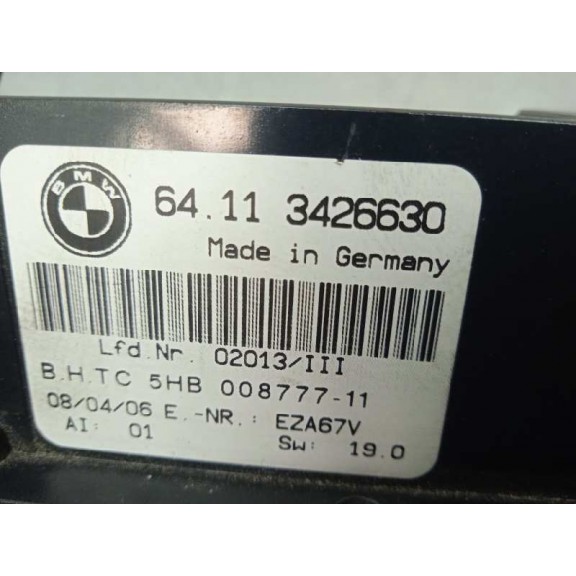 BMW
64.11 3426630
Made in Germany
Lfd.Nr. 02013/III
B.H.TC 5HB 008777-11
08/04/06 E.-NR.: EZA67V
AI: 01 SW: 19.0